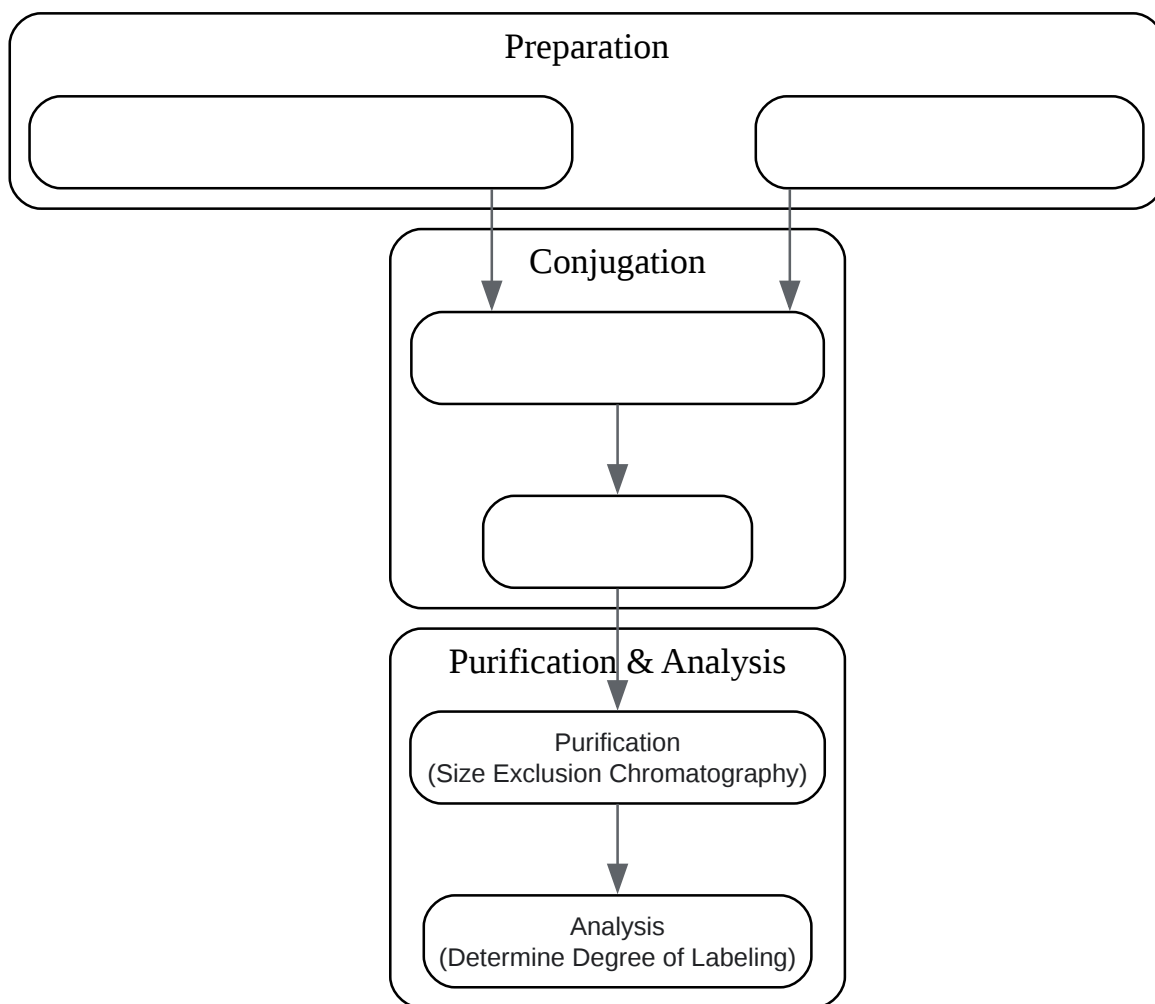 Preparation
Conjugation
Purification & Analysis
Purification
(Size Exclusion Chromatography)
Analysis
(Determine Degree of Labeling)